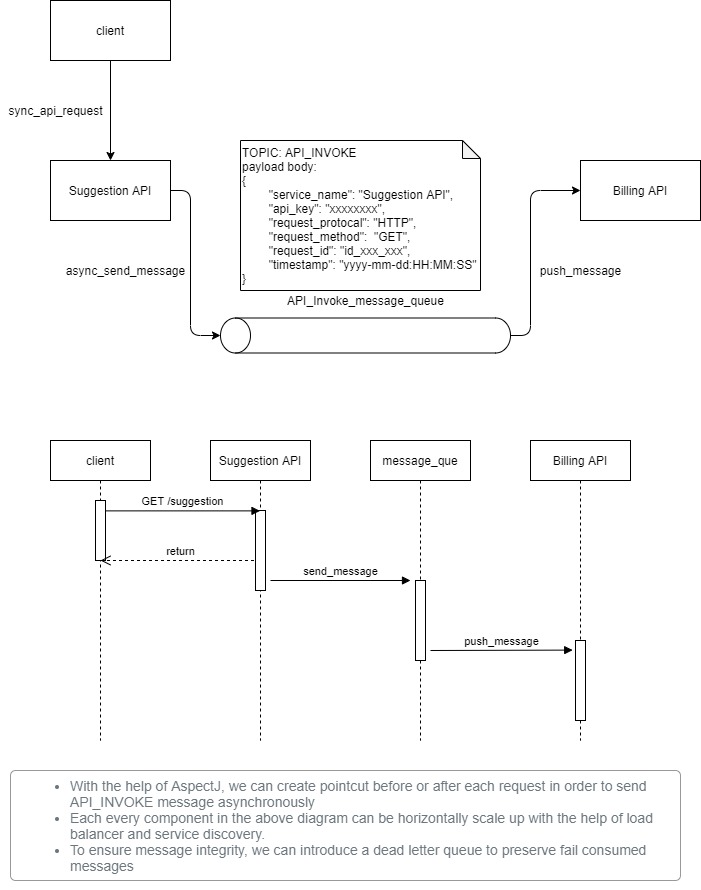 client
sync_api_request
Suggestion API
TOPIC: API_INVOKE
payload body:
{
"service_name": "Suggestion API",
"api_key": "xxxxxxxx",
"request_protocal": "HTTP",
"request_method":  "GET",
"request_id": "id_xxx_xxx",
"timestamp": "yyyy-mm-dd:HH:MM:SS"
}
Billing API
async_send_message
push_message
API_Invoke_message_queue
client
Suggestion API
message_que
Billing API
GET /suggestion
return
send_message
push_message
• With the help of AspectJ, we can create pointcut before or after each request in order to send
API_INVOKE message asynchronously
• Each every component in the above diagram can be horizontally scale up with the help of load
balancer and service discovery.
• To ensure message integrity, we can introduce a dead letter queue to preserve fail consumed
messages